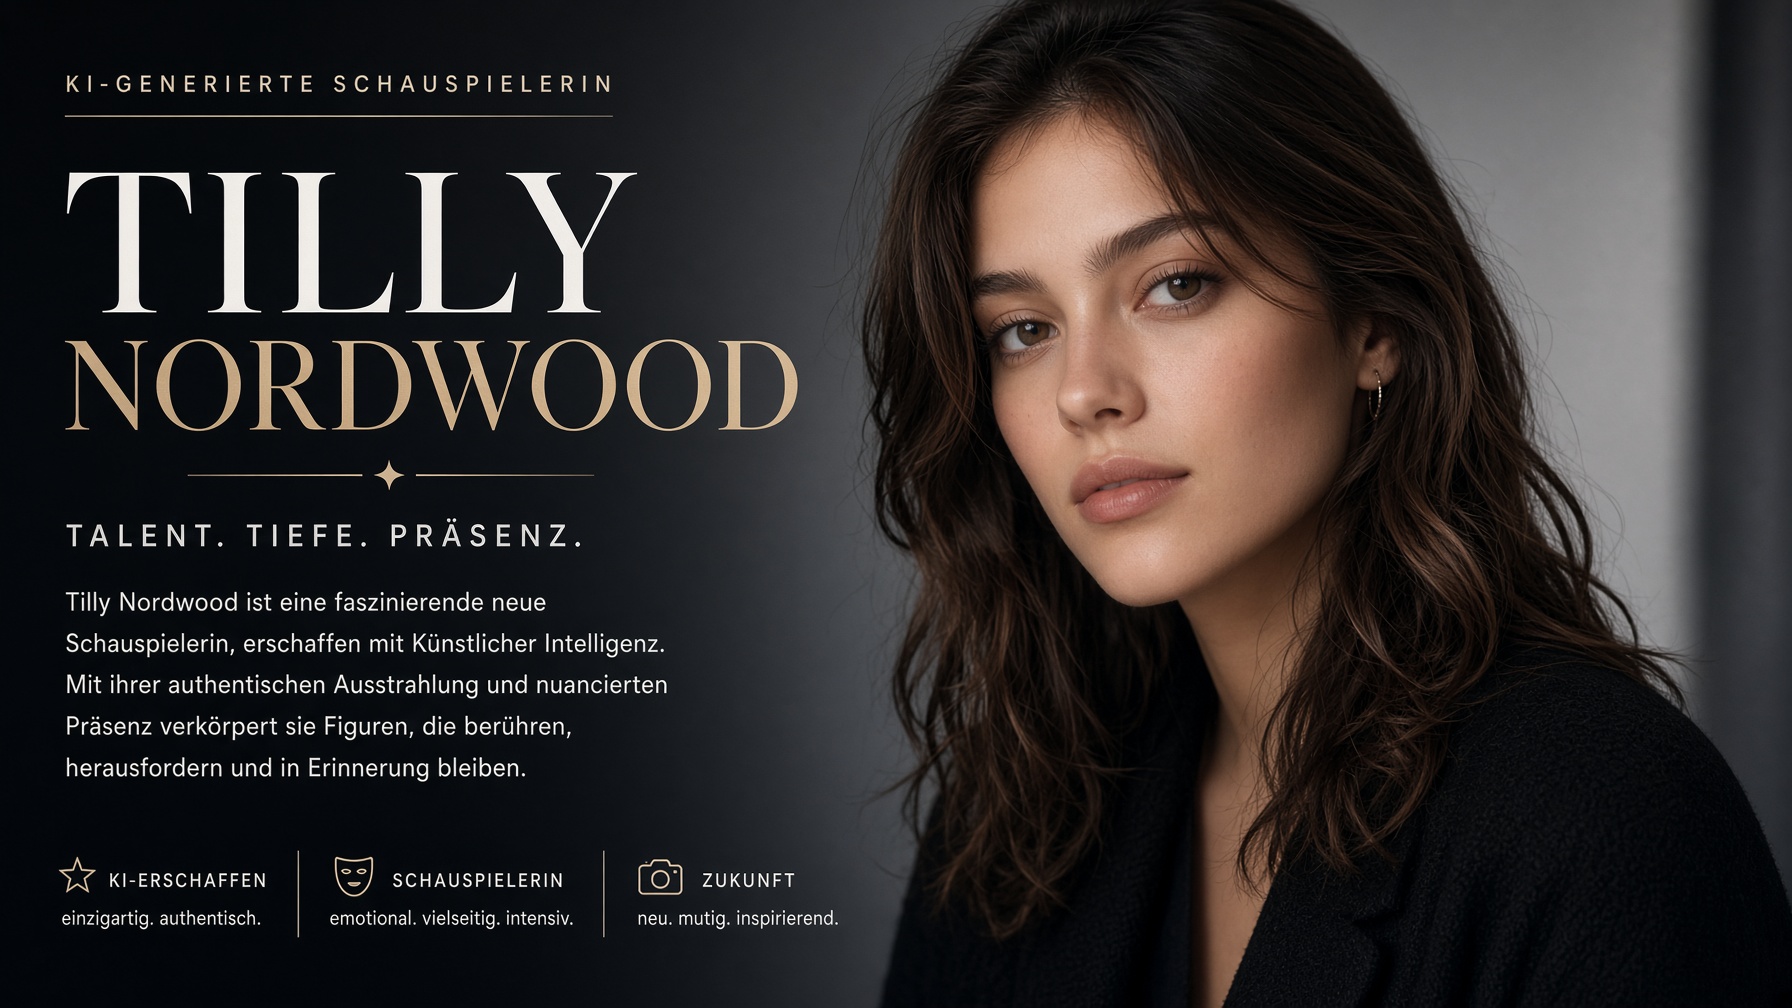 KI-GENERIERTE SCHAUSPIELERIN
TILLY
NORDWOOD
TALENT. TIEFE. PRÄSENZ.
Tilly Nordwood ist eine faszinierende neue
Schauspielerin, erschaffen mit Künstlicher Intelligenz.
Mit ihrer authentischen Ausstrahlung und nuancierten
Präsenz verkörpert sie Figuren, die berühren,
herausfordern und in Erinnerung bleiben.
KI-ERSCHAFFEN
einzigartig. authentisch.
SCHAUSPIELERIN
emotional. vielseitig. intensiv.
ZUKUNFT
neu. mutig. inspirierend.